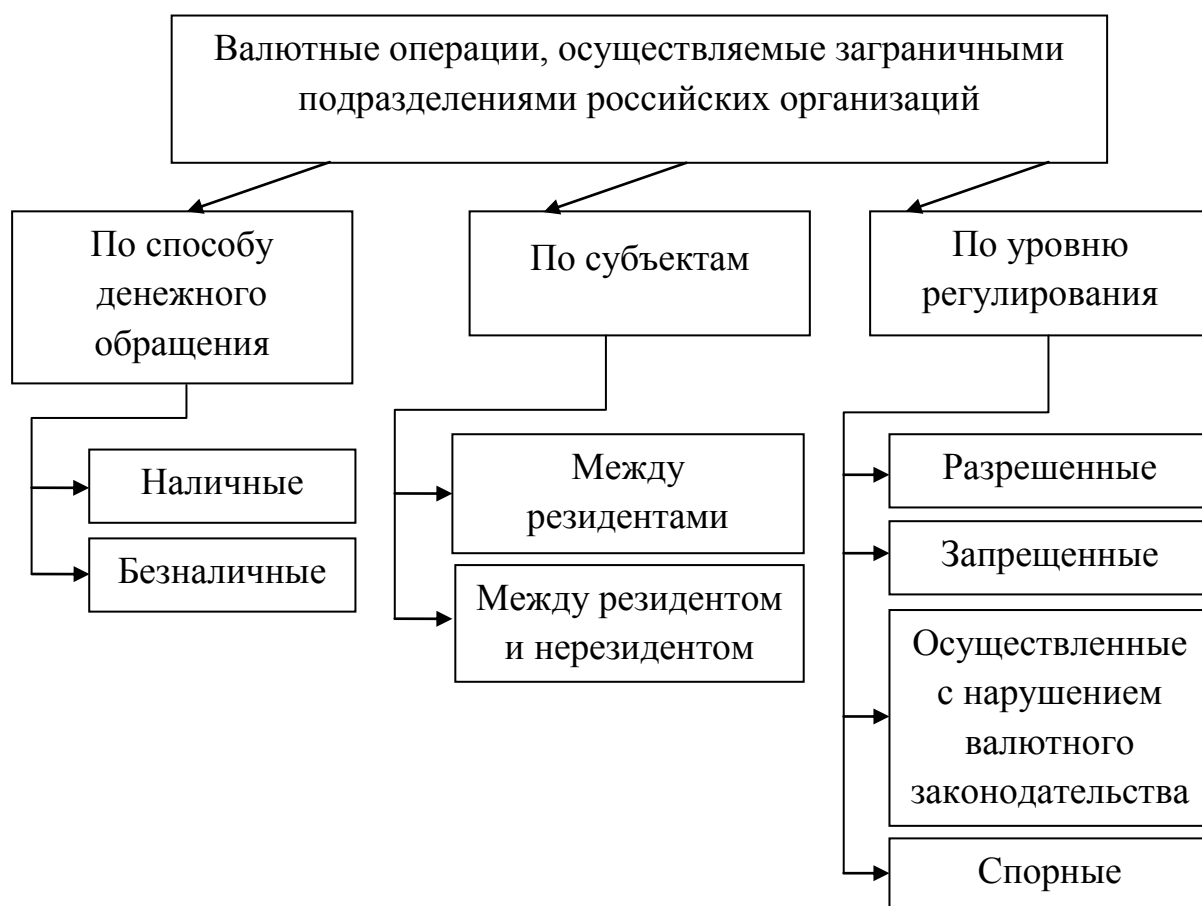 Валютные операции, осуществляемые заграничными
подразделениями российских организаций
По способу
денежного
обращения
Наличные
Безналичные
По субъектам
Между
резидентами
Между резидентом
и нерезидентом
По уровню
регулирования
Разрешенные
Запрещенные
Осуществленные
с нарушением
валютного
законодательства
Спорные